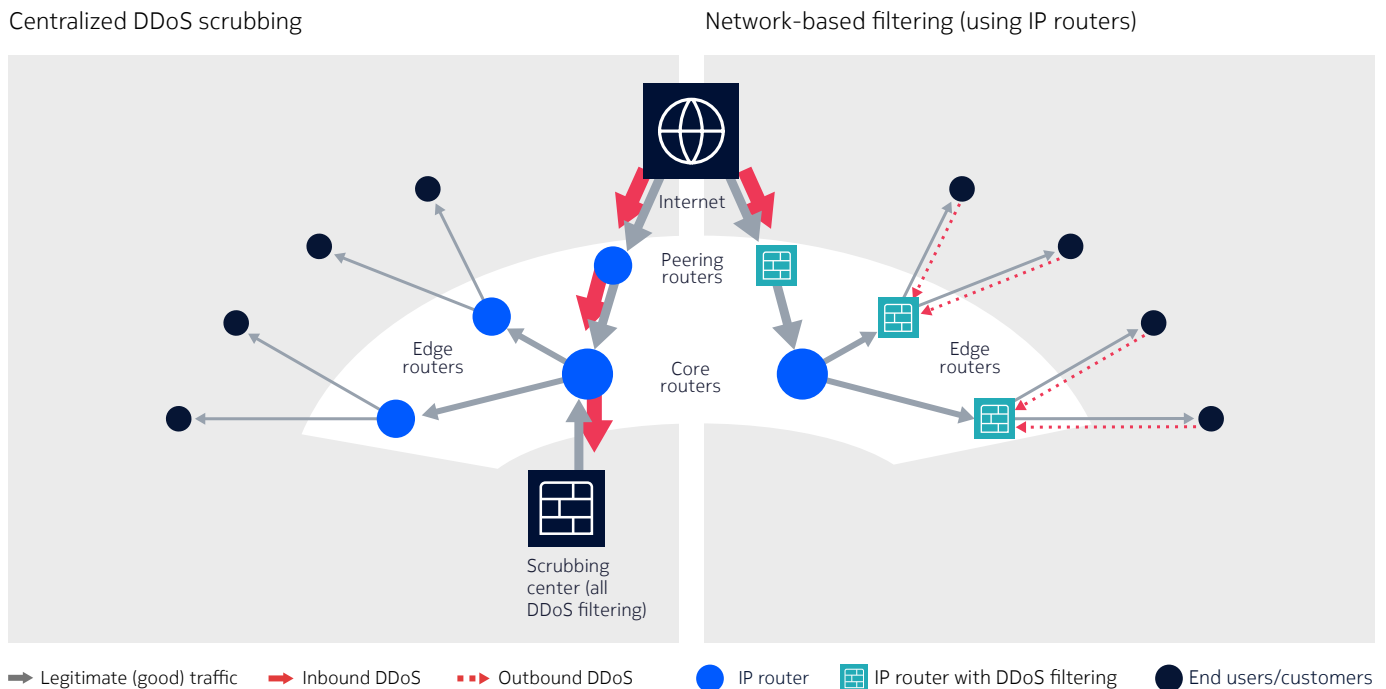 Centralized DDoS scrubbing
Network-based filtering (using IP routers)
Internet
Peering
routers
Edge
routers
Core
routers
Edge
routers
Scrubbing
center (all
DDoS filtering)
Legitimate (good) traffic
Inbound DDoS
Outbound DDoS
IP router
IP router with DDoS filtering
End users/customers